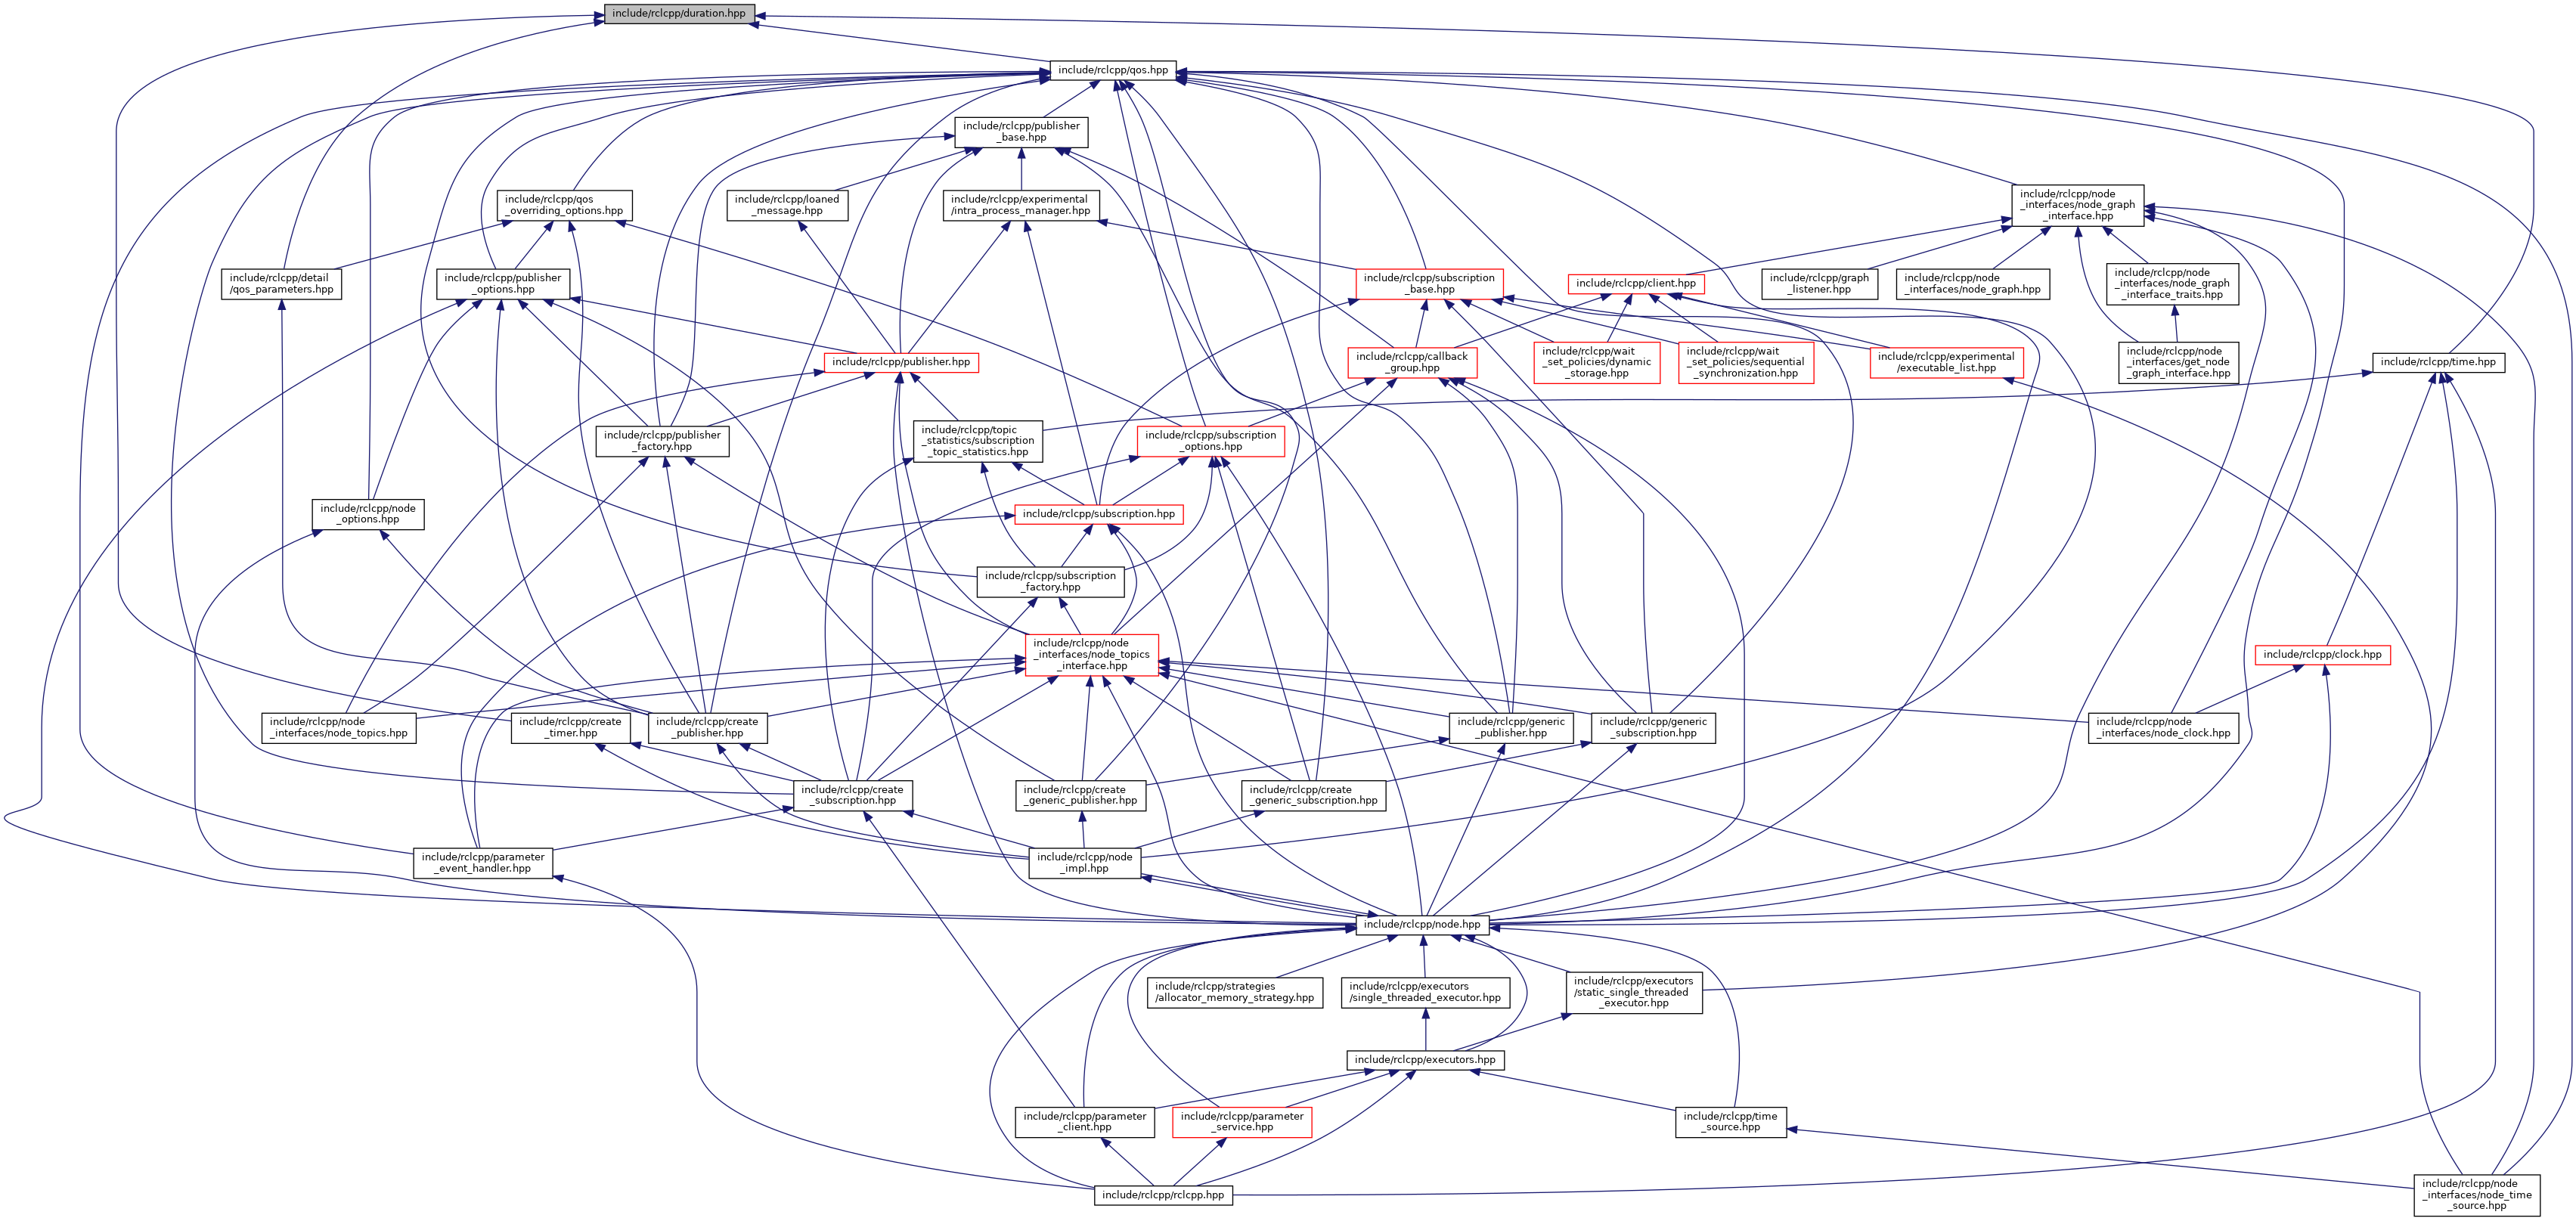 include/rclcpp/duration.hpp
include/rclcpp/qos.hpp
include/rclcpp/publisher
_base.hpp
include/rclcpp/qos
_overriding_options.hpp
include/rclcpp/loaned
_message.hpp
include/rclcpp/experimental
/intra_process_manager.hpp
include/rclcpp/node
_interfaces/node_graph
_interface.hpp
include/rclcpp/detail
/qos_parameters.hpp
include/rclcpp/publisher
_options.hpp
include/rclcpp/subscription
_base.hpp
include/rclcpp/client.hpp
include/rclcpp/graph
_listener.hpp
include/rclcpp/node
_interfaces/node_graph.hpp
include/rclcpp/node
_interfaces/node_graph
_interface_traits.hpp
include/rclcpp/publisher.hpp
include/rclcpp/callback
_group.hpp
include/rclcpp/wait
_set_policies/dynamic
_storage.hpp
include/rclcpp/wait
_set_policies/sequential
_synchronization.hpp
include/rclcpp/experimental
/executable_list.hpp
include/rclcpp/node
_interfaces/get_node
_graph_interface.hpp
include/rclcpp/time.hpp
include/rclcpp/publisher
_factory.hpp
include/rclcpp/topic
_statistics/subscription
_topic_statistics.hpp
include/rclcpp/subscription
_options.hpp
include/rclcpp/node
_options.hpp
include/rclcpp/subscription.hpp
include/rclcpp/subscription
_factory.hpp
include/rclcpp/node
_interfaces/node_topics
_interface.hpp
include/rclcpp/clock.hpp
include/rclcpp/node
_interfaces/node_topics.hpp
include/rclcpp/create
_timer.hpp
include/rclcpp/create
_publisher.hpp
include/rclcpp/generic
_publisher.hpp
include/rclcpp/generic
_subscription.hpp
include/rclcpp/node
_interfaces/node_clock.hpp
include/rclcpp/create
_subscription.hpp
include/rclcpp/create
_generic_publisher.hpp
include/rclcpp/create
_generic_subscription.hpp
include/rclcpp/parameter
_event_handler.hpp
include/rclcpp/node
_impl.hpp
include/rclcpp/node.hpp
include/rclcpp/strategies
/allocator_memory_strategy.hpp
include/rclcpp/executors
/single_threaded_executor.hpp
include/rclcpp/executors
/static_single_threaded
_executor.hpp
include/rclcpp/executors.hpp
include/rclcpp/parameter
_client.hpp
include/rclcpp/parameter
_service.hpp
include/rclcpp/time
_source.hpp
include/rclcpp/rclcpp.hpp
include/rclcpp/node
_interfaces/node_time
_source.hpp